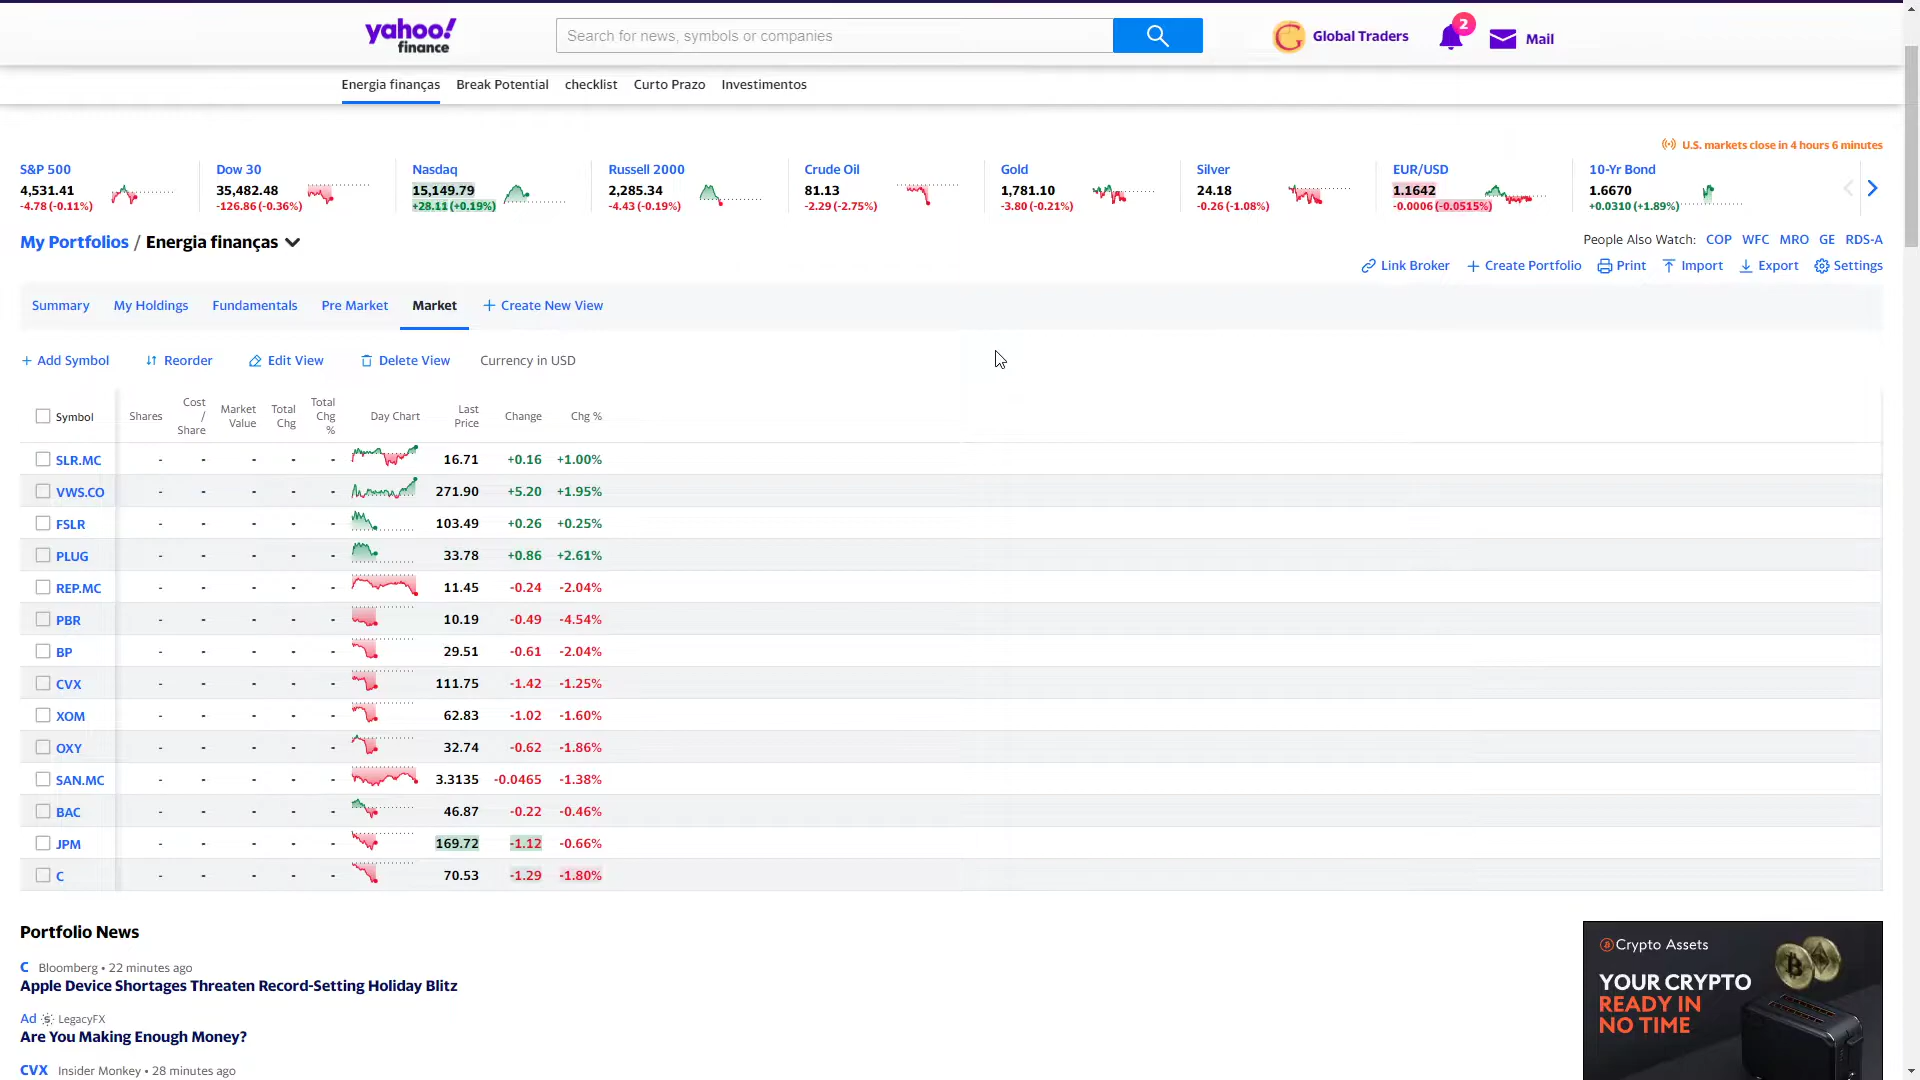 yahoo!
finance
Search for news, symbols or companies
Global Traders
2
Mail
Energia finanças Break Potential checklist Curto Prazo Investimentos
U.S. markets close in 4 hours 6 minutes
S&P 500 Dow 30 Nasdaq Russell 2000 Crude Oil Gold Silver EUR/USD 10-Yr Bond
4,531.41 35,482.48 15,149.79 2,285.34 81.13 1,781.10 24.18 1.1642 1.6670
-4.78 (-0.11%) -126.86 (-0.36%) +28.11 (+0.19%) -4.43 (-0.19%) -2.29 (-2.75%) -3.80 (-0.21%) -0.26 (-1.08%) -0.0006 (-0.0515%) +0.0310 (+1.89%)
My Portfolios / Energia finanças
People Also Watch: COP WFC MRO GE RDS-A
Link Broker + Create Portfolio Print Import Export Settings
Summary My Holdings Fundamentals Pre Market Market + Create New View
+ Add Symbol Reorder Edit View Delete View Currency in USD
Symbol Shares Cost / Share Market Value Total Chg Total Chg % Day Chart Last Price Change Chg %
SLR.MC - - - - - 16.71 +0.16 +1.00%
VWS.CO - - - - - 271.90 +5.20 +1.95%
FSLR - - - - - 103.49 +0.26 +0.25%
PLUG - - - - - 33.78 +0.86 +2.61%
REP.MC - - - - - 11.45 -0.24 -2.04%
PBR - - - - - 10.19 -0.49 -4.54%
BP - - - - - 29.51 -0.61 -2.04%
CVX - - - - - 111.75 -1.42 -1.25%
XOM - - - - - 62.83 -1.02 -1.60%
OXY - - - - - 32.74 -0.62 -1.86%
SAN.MC - - - - - 3.3135 -0.0465 -1.38%
BAC - - - - - 46.87 -0.22 -0.46%
JPM - - - - - 169.72 -1.12 -0.66%
C - - - - - 70.53 -1.29 -1.80%
Portfolio News
C Bloomberg • 22 minutes ago
Apple Device Shortages Threaten Record-Setting Holiday Blitz
Ad LegacyFX
Are You Making Enough Money?
CVX Insider Monkey • 28 minutes ago
Crypto Assets
YOUR CRYPTO
READY IN
NO TIME